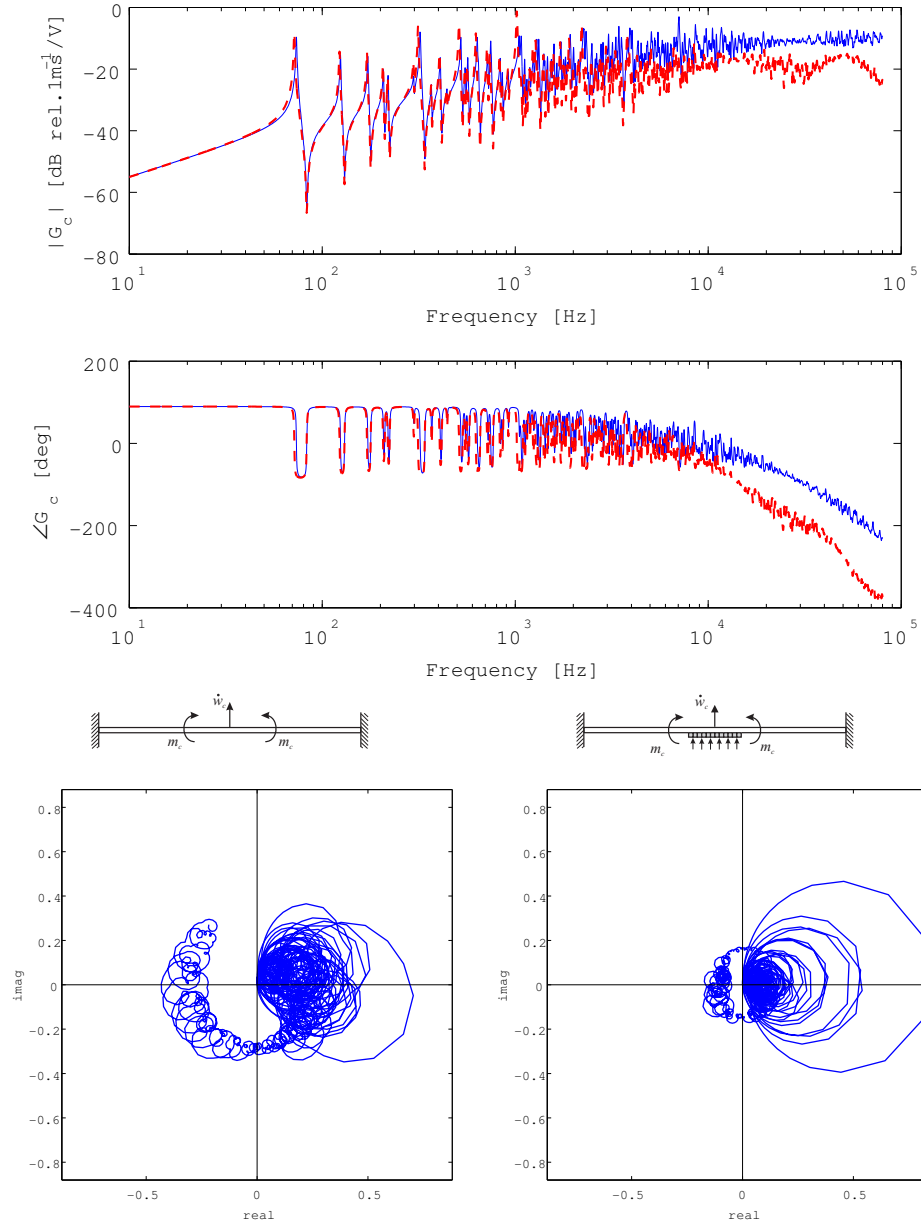 |G_c| [dB rel.1ms^-1/V]
0
−20
−40
−60
−80
10^1 10^2 10^3 10^4 10^5
Frequency [Hz]
∠G_c [deg]
200
0
−200
−400
10^1 10^2 10^3 10^4 10^5
Frequency [Hz]
ẇ_c ẇ_c
m_c m_c m_c m_c
imag
0.8
0.6
0.4
0.2
0
−0.2
−0.4
−0.6
−0.8
−0.5 0 0.5
real
imag
0.8
0.6
0.4
0.2
0
−0.2
−0.4
−0.6
−0.8
−0.5 0 0.5
real